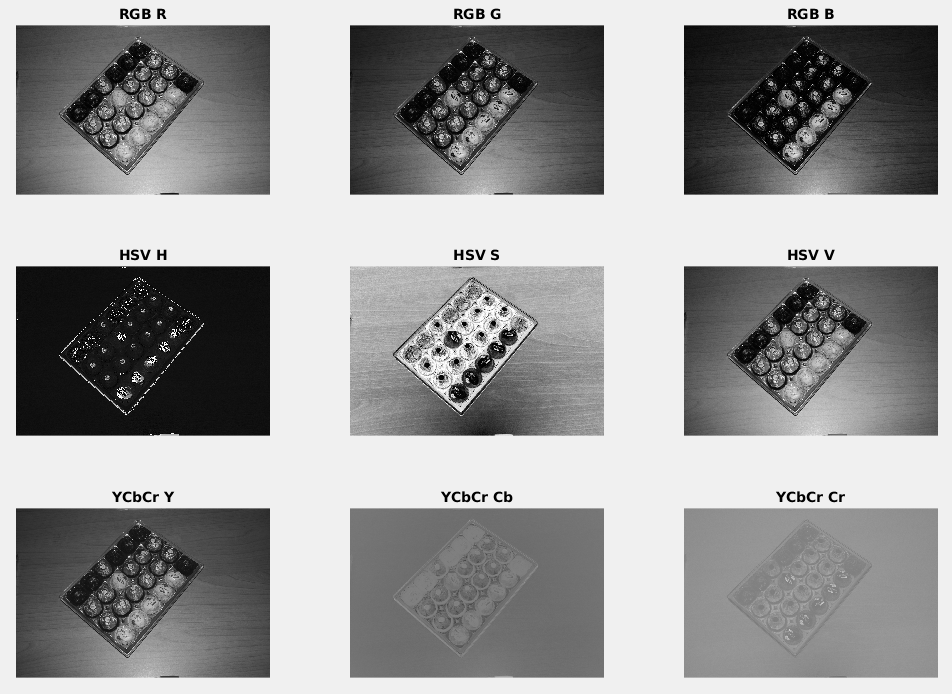 RGB R
RGB G
RGB B
HSV H
HSV S
HSV V
YCbCr Y
YCbCr Cb
YCbCr Cr